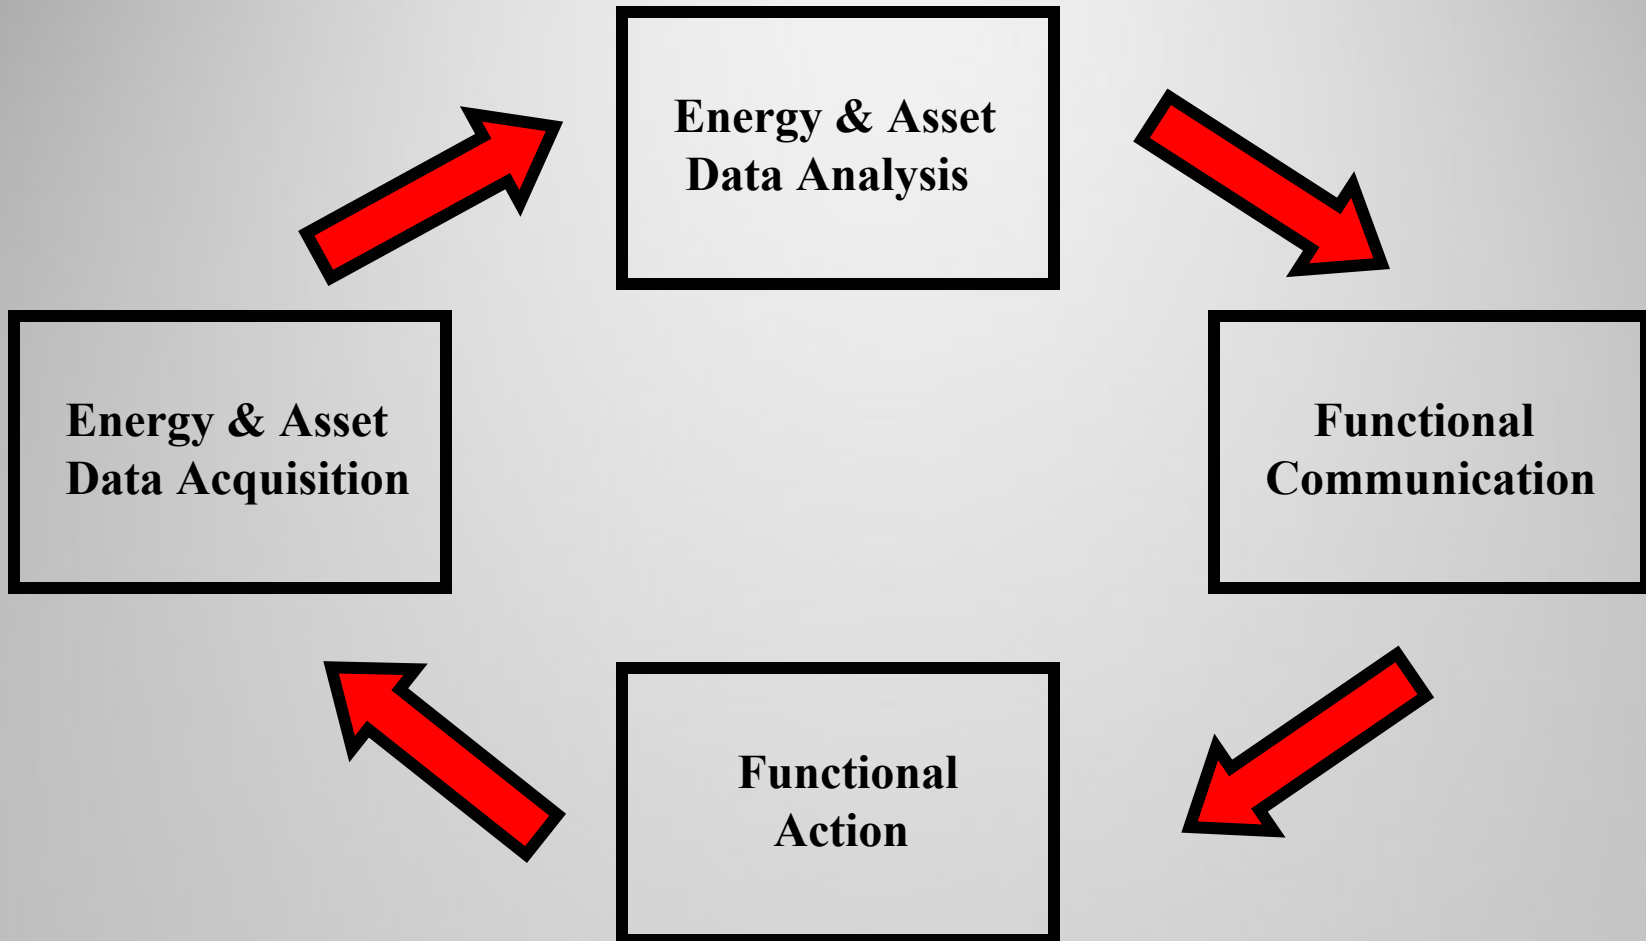 Energy & Asset
Data Analysis
Energy & Asset
Data Acquisition
Functional
Communication
Functional
Action